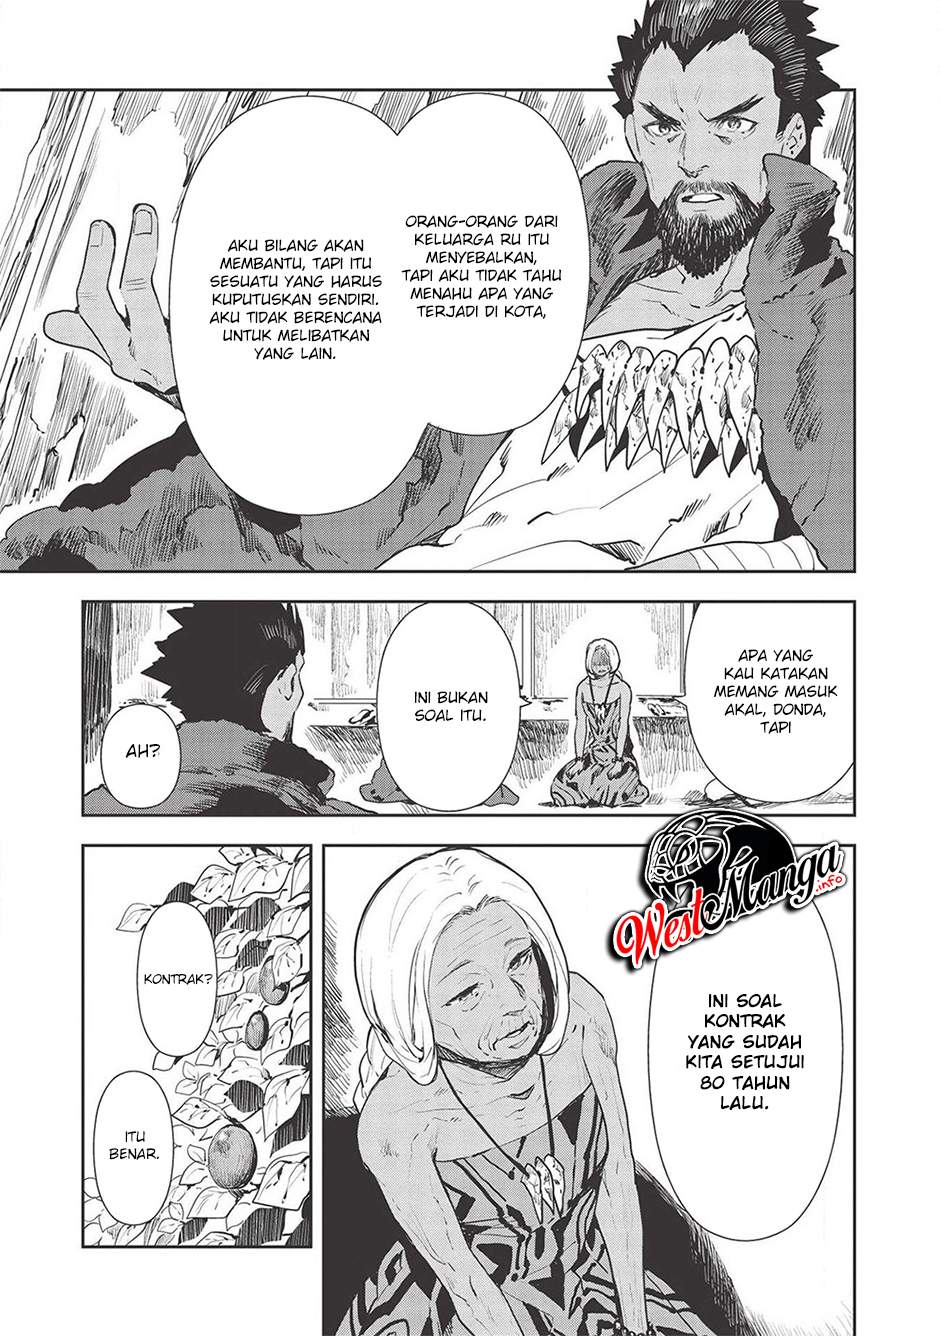 ORANG-ORANG DARI
KELUARGA RU ITU
MENYEBALKAN,
TAPI AKU TIDAK TAHU
MENAHU APA YANG
TERJADI DI KOTA,
AKU BILANG AKAN
MEMBANTU, TAPI ITU
SESUATU YANG HARUS
KUPUTUSKAN SENDIRI.
AKU TIDAK BERENCANA
UNTUK MELIBATKAN
YANG LAIN.
APA YANG
KAU KATAKAN
MEMANG MASUK
AKAL, DONDA,
TAPI
INI BUKAN
SOAL ITU.
AH?
WestManga
.info
INI SOAL
KONTRAK
YANG SUDAH
KITA SETUJUI
80 TAHUN
LALU.
KONTRAK?
ITU
BENAR.